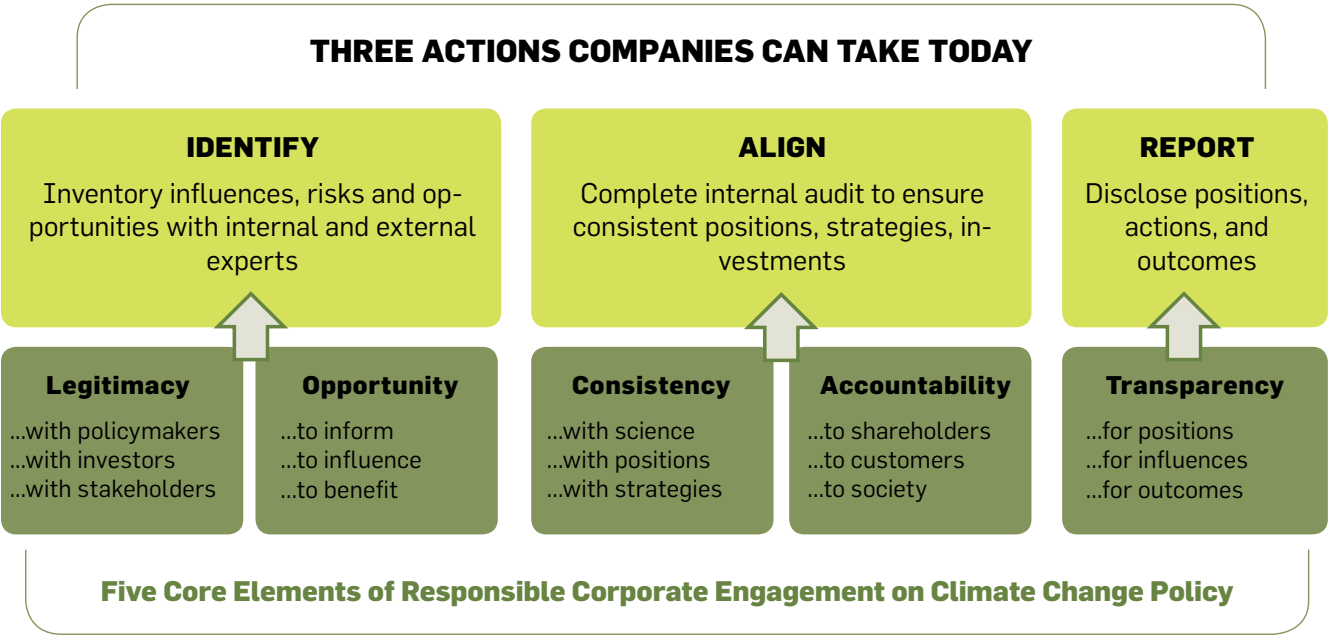 THREE ACTIONS COMPANIES CAN TAKE TODAY
IDENTIFY
Inventory influences, risks and op-
portunities with internal and external
experts
ALIGN
Complete internal audit to ensure
consistent positions, strategies, in-
vestments
REPORT
Disclose positions,
actions, and
outcomes
Legitimacy
...with policymakers
...with investors
...with stakeholders
Opportunity
...to inform
...to influence
...to benefit
Consistency
...with science
...with positions
...with strategies
Accountability
...to shareholders
...to customers
...to society
Transparency
...for positions
...for influences
...for outcomes
Five Core Elements of Responsible Corporate Engagement on Climate Change Policy